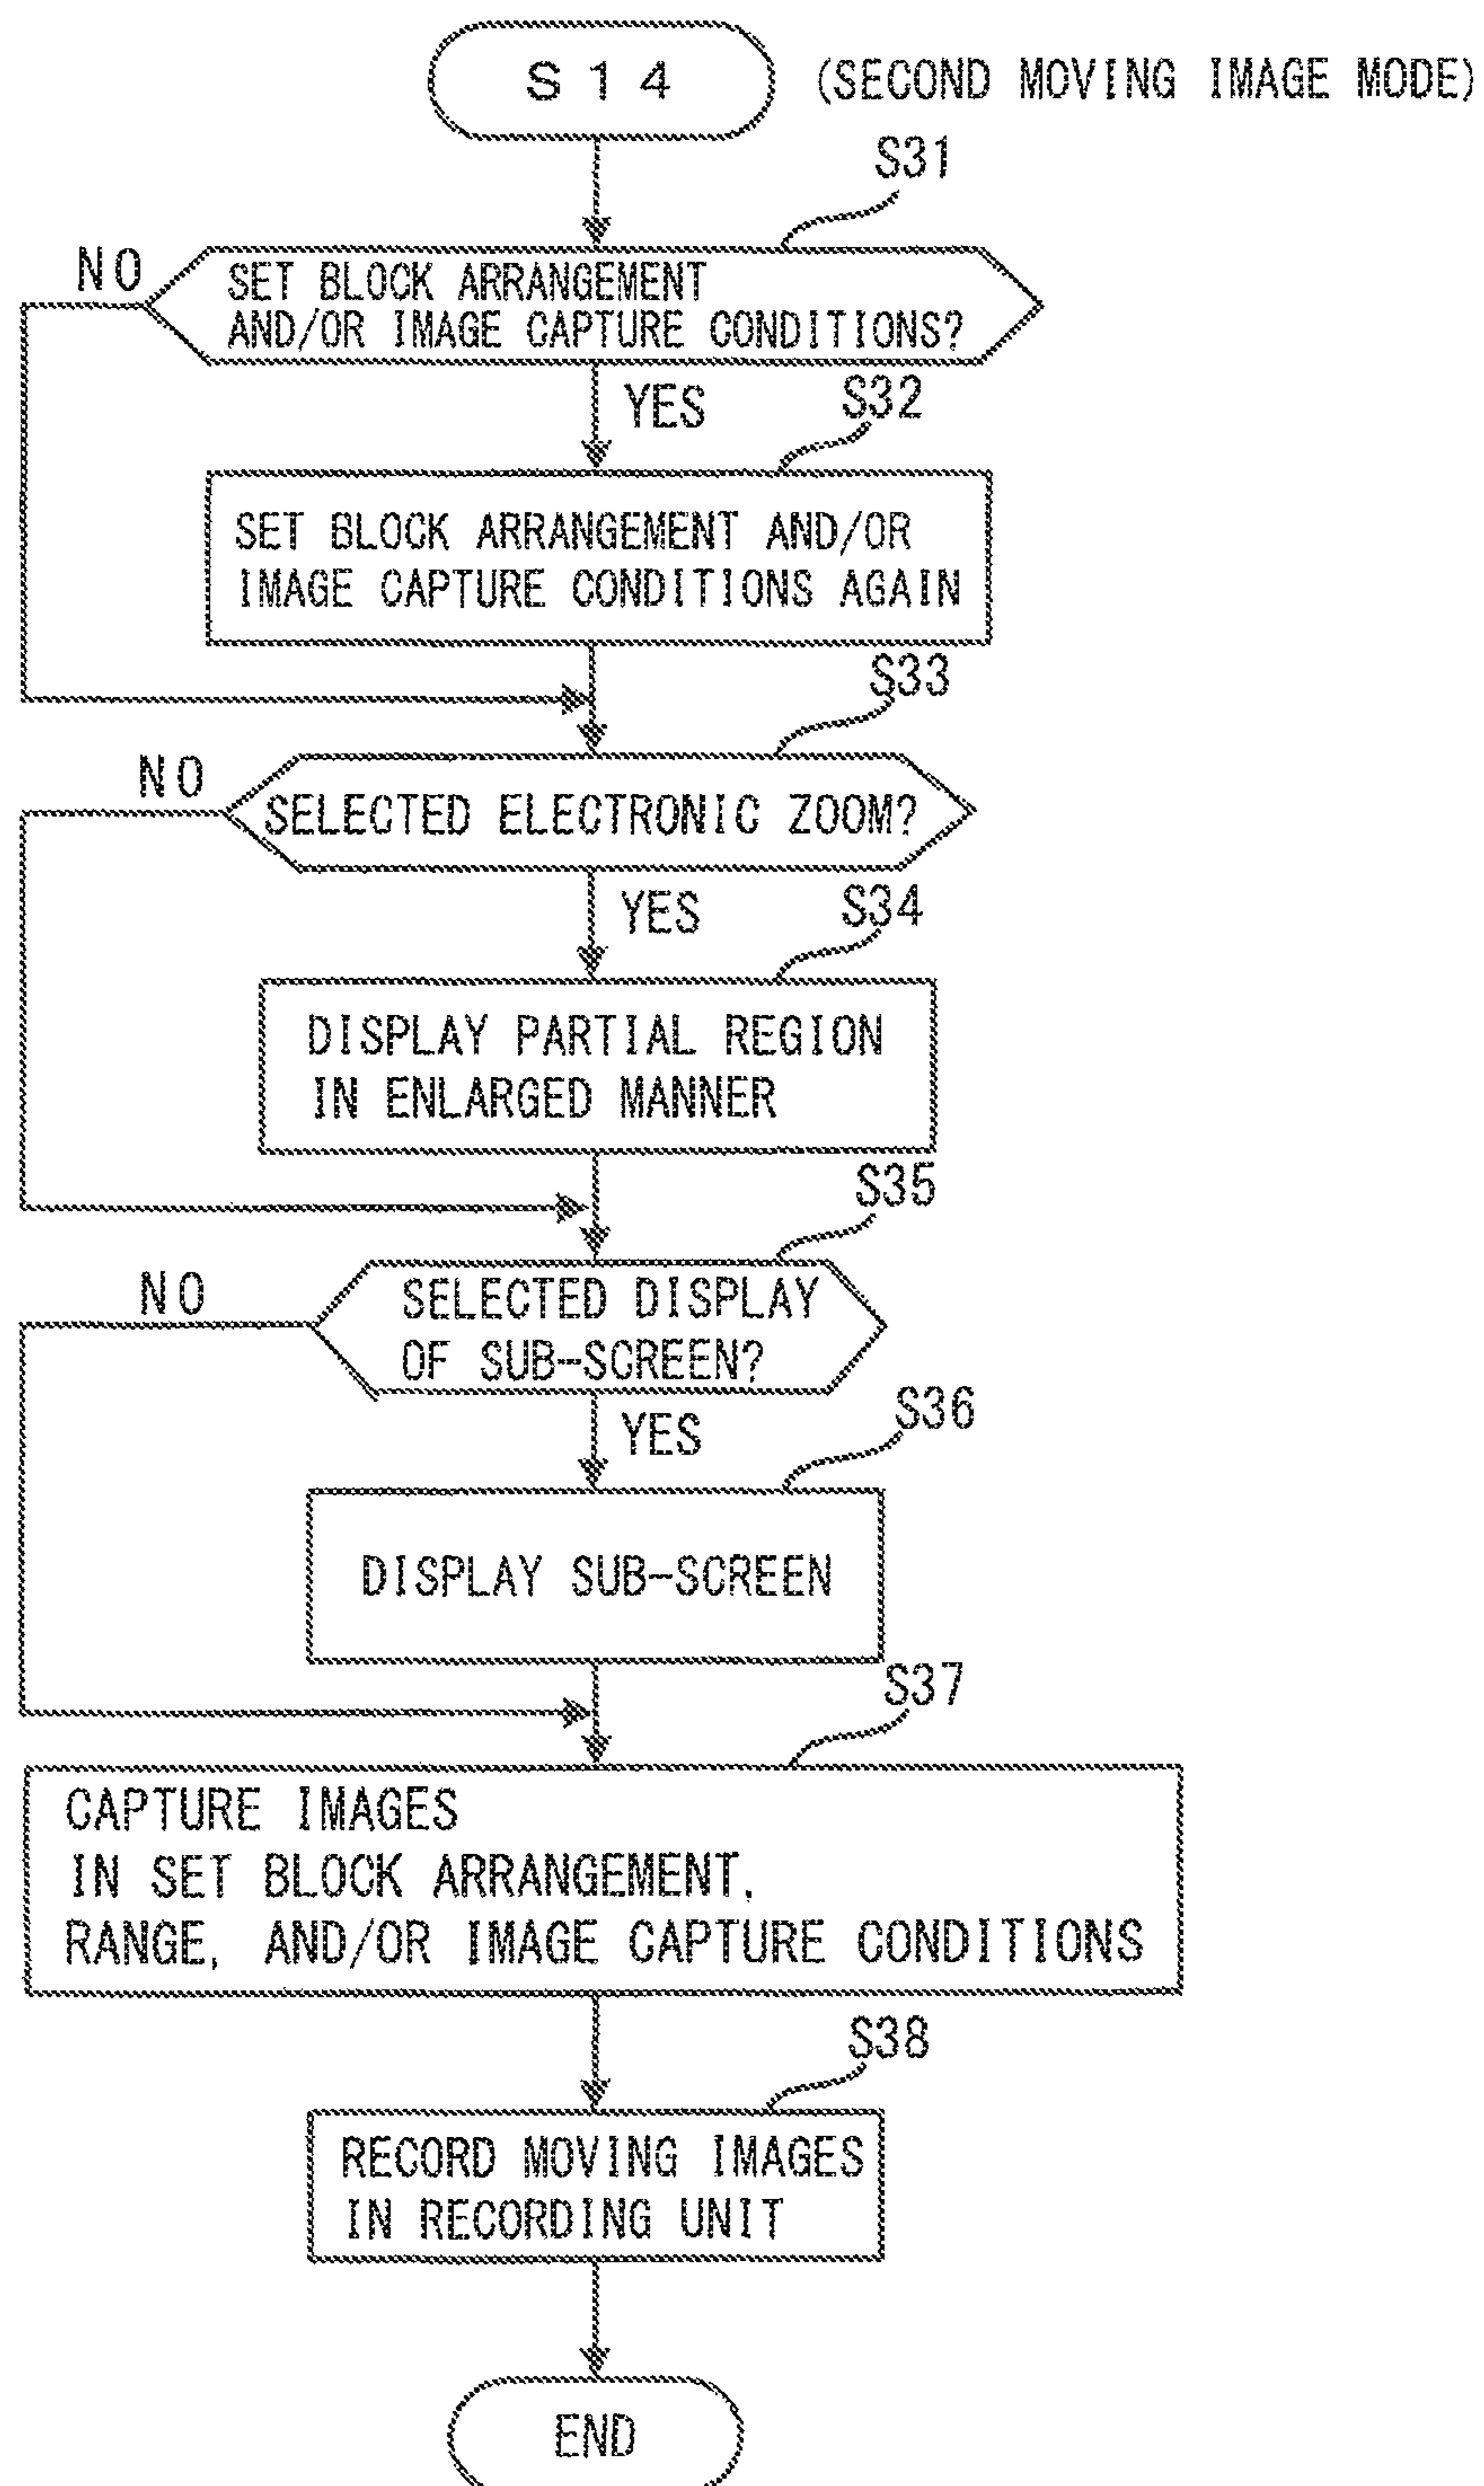 S14 (SECOND MOVING IMAGE MODE)
S31
NO
SET BLOCK ARRANGEMENT
AND/OR IMAGE CAPTURE CONDITIONS?
YES
S32
SET BLOCK ARRANGEMENT AND/OR
IMAGE CAPTURE CONDITIONS AGAIN
S33
NO
SELECTED ELECTRONIC ZOOM?
YES
S34
DISPLAY PARTIAL REGION
IN ENLARGED MANNER
S35
NO
SELECTED DISPLAY
OF SUB-SCREEN?
YES
S36
DISPLAY SUB-SCREEN
S37
CAPTURE IMAGES
IN SET BLOCK ARRANGEMENT,
RANGE, AND/OR IMAGE CAPTURE CONDITIONS
S38
RECORD MOVING IMAGES
IN RECORDING UNIT
END